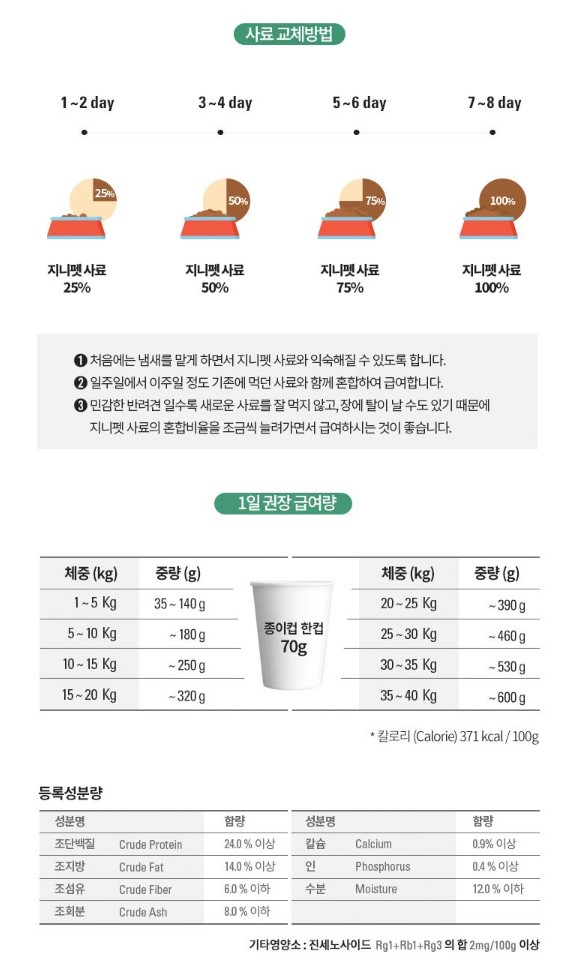 사료 교체방법
1~2 day 3~4 day 5~6 day 7~8 day
25% 50% 75% 100%
지니펫 사료 지니펫 사료 지니펫 사료 지니펫 사료
25% 50% 75% 100%
❶ 처음에는 냄새를 맡게 하면서 지니펫 사료와 익숙해질 수 있도록 합니다.
❷ 일주일에서 이주일 정도 기존에 먹던 사료와 함께 혼합하여 급여합니다.
❸ 민감한 반려견 일수록 새로운 사료를 잘 먹지 않고, 장에 탈이 날 수도 있기 때문에
지니펫 사료의 혼합비율을 조금씩 늘려가면서 급여하시는 것이 좋습니다.
1일 권장 급여량
체중 (kg) 중량 (g) 체중 (kg) 중량 (g)
1~5 Kg 35~140 g 20~25 Kg ~390 g
5~10 Kg ~180 g 25~30 Kg ~460 g
10~15 Kg ~250 g 30~35 Kg ~530 g
15~20 Kg ~320 g 35~40 Kg ~600 g
종이컵 한컵
70g
* 칼로리 (Calorie) 371 kcal / 100g
등록성분량
성분명 함량 성분명 함량
조단백질 Crude Protein 24.0 % 이상 칼슘 Calcium 0.9% 이상
조지방 Crude Fat 14.0 % 이상 인 Phosphorus 0.4 % 이상
조섬유 Crude Fiber 6.0 % 이하 수분 Moisture 12.0 % 이하
조회분 Crude Ash 8.0 % 이하
기타영양소 : 진세노사이드 Rg1+Rb1+Rg3 의 합 2mg/100g 이상